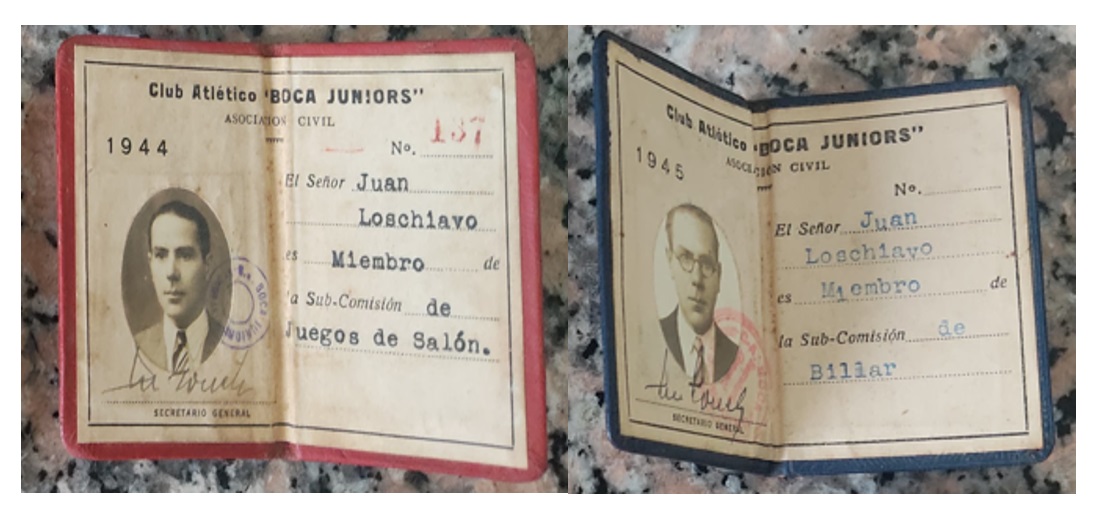 Club Atlético "BOCA JUNIORS"
ASOCIACION CIVIL
1944
Nº. 137
El Señor Juan
Loschiavo
es Miembro de
la Sub-Comisión de
Juegos de Salón.
SECRETARIO GENERAL
Club Atlético "BOCA JUNIORS"
ASOCIACION CIVIL
1945
Nº.
El Señor Juan
Loschiavo
es Miembro de
la Sub-Comisión de
Billar
SECRETARIO GENERAL